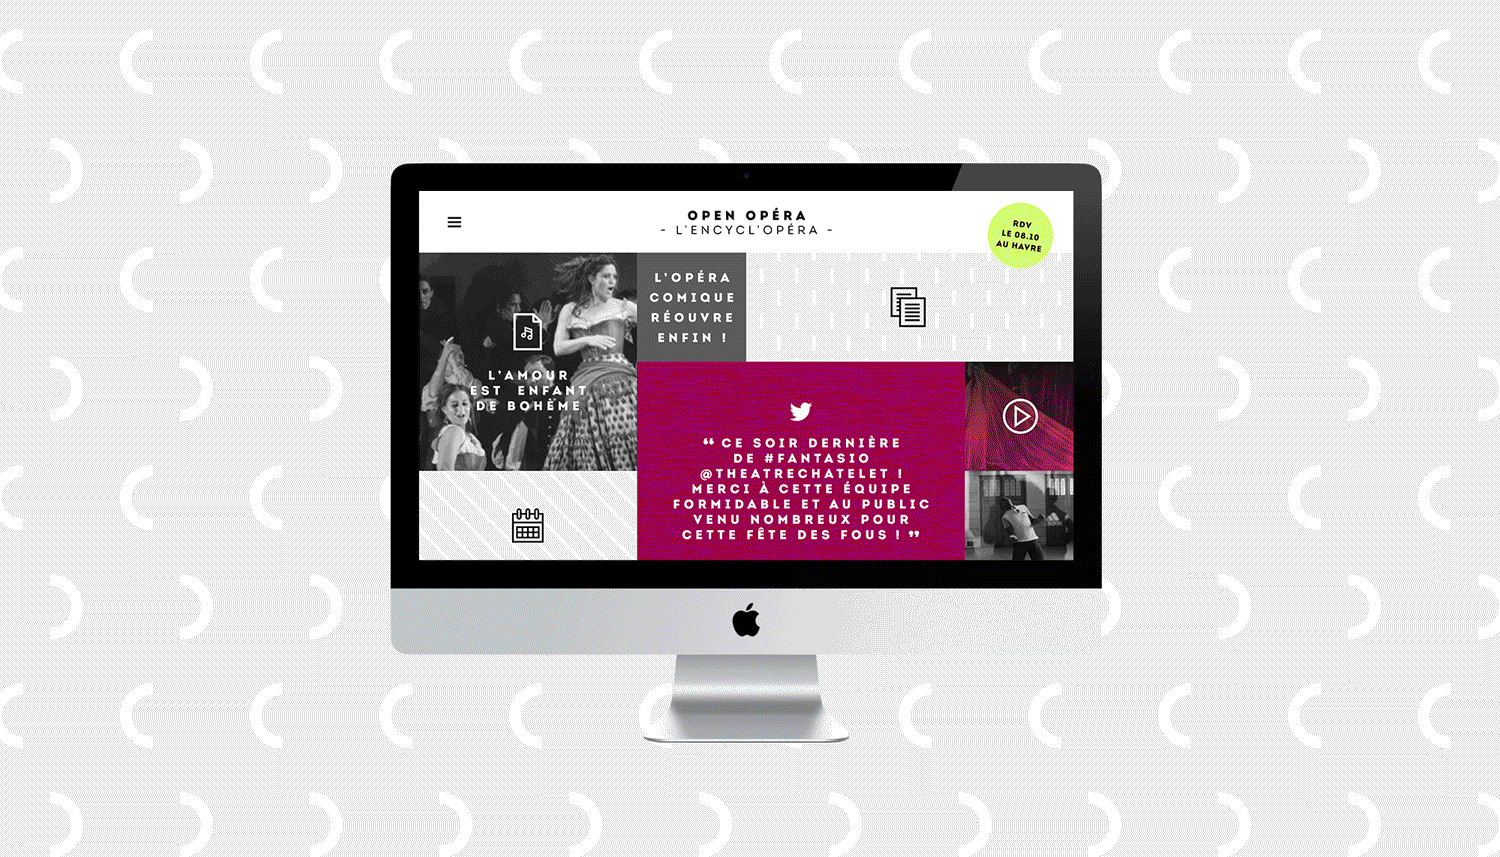 OPEN OPÉRA
- L'ENCYCL'OPÉRA -
RDV
LE 08.10
AU HAVRE
L'OPÉRA
COMIQUE
RÉOUVRE
ENFIN !
L'AMOUR
EST ENFANT
DE BOHÈME
“ CE SOIR DERNIÈRE
DE #FANTASIO
@THEATRECHATELET !
MERCI À CETTE ÉQUIPE
FORMIDABLE ET AU PUBLIC
VENU NOMBREUX POUR
CETTE FÊTE DES FOUS ! ”